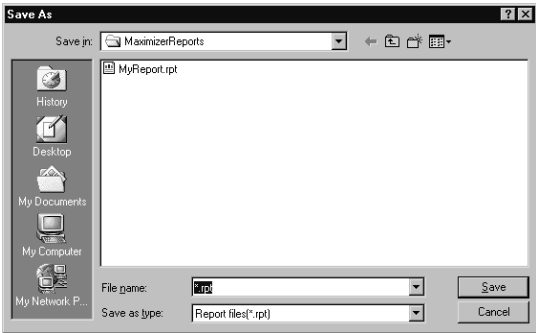 Save As
Save in: MaximizerReports
MyReport.rpt
History
Desktop
My Documents
My Computer
My Network P...
File name: *.rpt Save
Save as type: Report files(*.rpt) Cancel